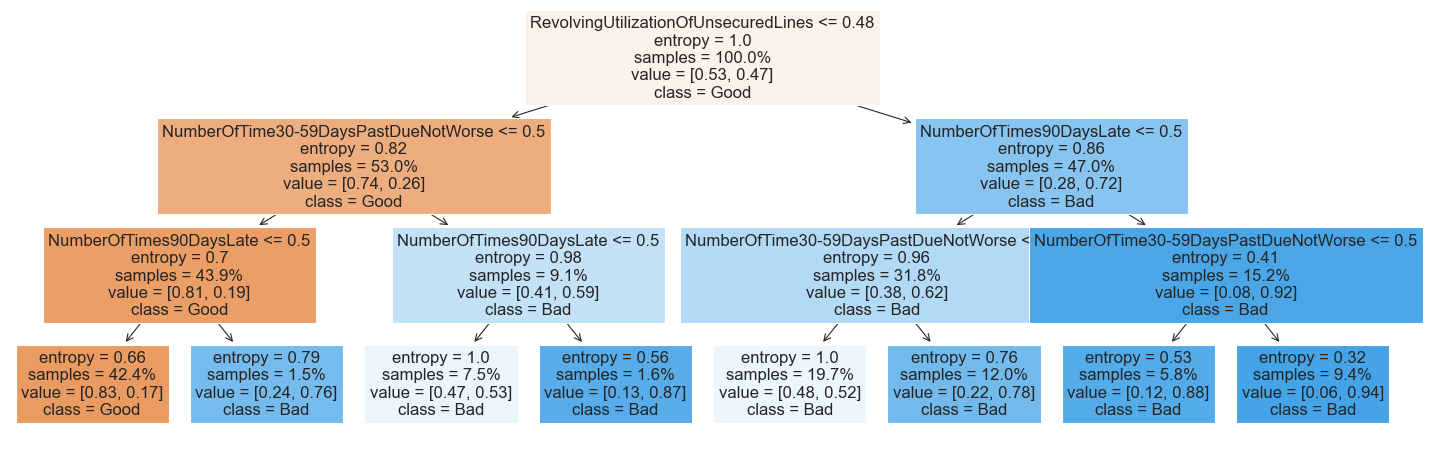 RevolvingUtilizationOfUnsecuredLines <= 0.48
entropy = 1.0
samples = 100.0%
value = [0.53, 0.47]
class = Good
NumberOfTime30-59DaysPastDueNotWorse <= 0.5
entropy = 0.82
samples = 53.0%
value = [0.74, 0.26]
class = Good
NumberOfTimes90DaysLate <= 0.5
entropy = 0.86
samples = 47.0%
value = [0.28, 0.72]
class = Bad
NumberOfTimes90DaysLate <= 0.5
entropy = 0.7
samples = 43.9%
value = [0.81, 0.19]
class = Good
NumberOfTimes90DaysLate <= 0.5
entropy = 0.98
samples = 9.1%
value = [0.41, 0.59]
class = Bad
NumberOfTime30-59DaysPastDueNotWorse <
entropy = 0.96
samples = 31.8%
value = [0.38, 0.62]
class = Bad
NumberOfTime30-59DaysPastDueNotWorse <= 0.5
entropy = 0.41
samples = 15.2%
value = [0.08, 0.92]
class = Bad
entropy = 0.66
samples = 42.4%
value = [0.83, 0.17]
class = Good
entropy = 0.79
samples = 1.5%
value = [0.24, 0.76]
class = Bad
entropy = 1.0
samples = 7.5%
value = [0.47, 0.53]
class = Bad
entropy = 0.56
samples = 1.6%
value = [0.13, 0.87]
class = Bad
entropy = 1.0
samples = 19.7%
value = [0.48, 0.52]
class = Bad
entropy = 0.76
samples = 12.0%
value = [0.22, 0.78]
class = Bad
entropy = 0.53
samples = 5.8%
value = [0.12, 0.88]
class = Bad
entropy = 0.32
samples = 9.4%
value = [0.06, 0.94]
class = Bad